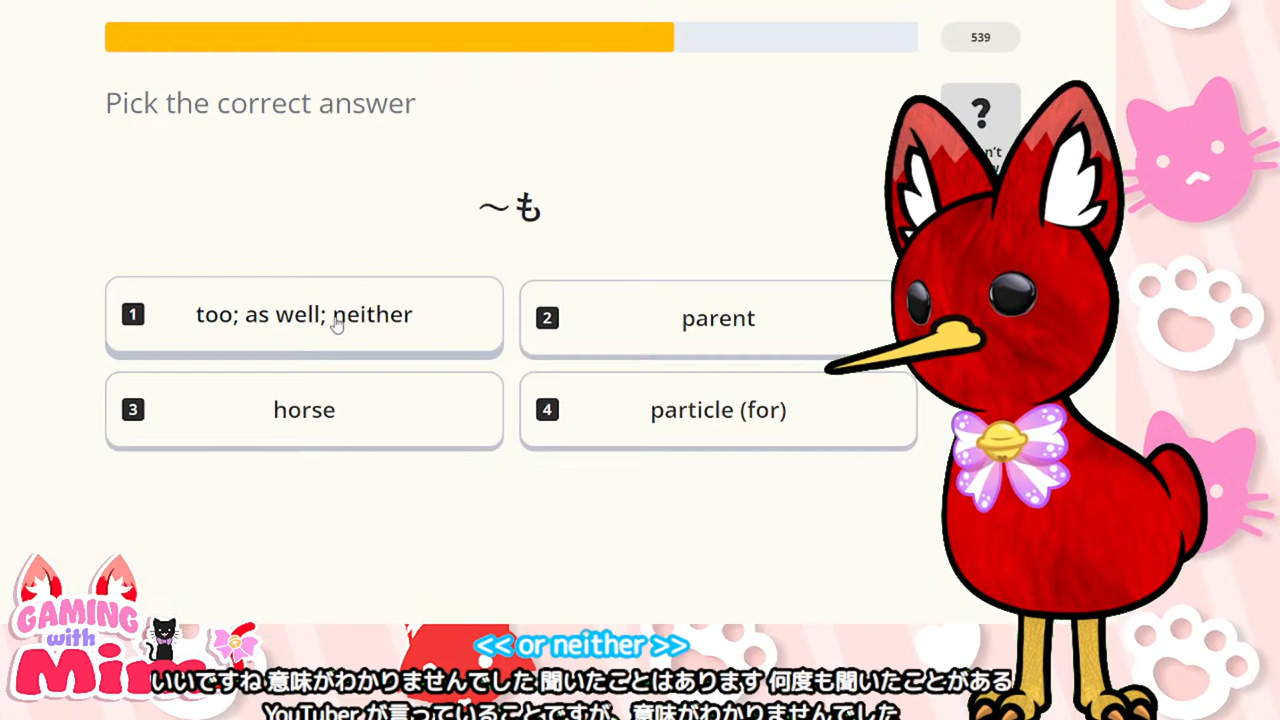 539
Pick the correct answer
?
～も
1 too; as well; neither
2 parent
3 horse
4 particle (for)
GAMING
with
<< or neither >>
いいですね 意味がわかりませんでした 聞いたことはあります 何度も聞いたことがある
YouTuber が言っていることですが、意味がわかりませんでした